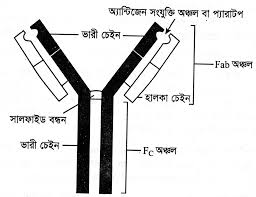 অ্যান্টিজেন সংযুক্তি অঞ্চল বা প্যারাটপ
ভারী চেইন
Fab অঞ্চল
হালকা চেইন
সালফাইড বন্ধন
ভারী চেইন
FC অঞ্চল